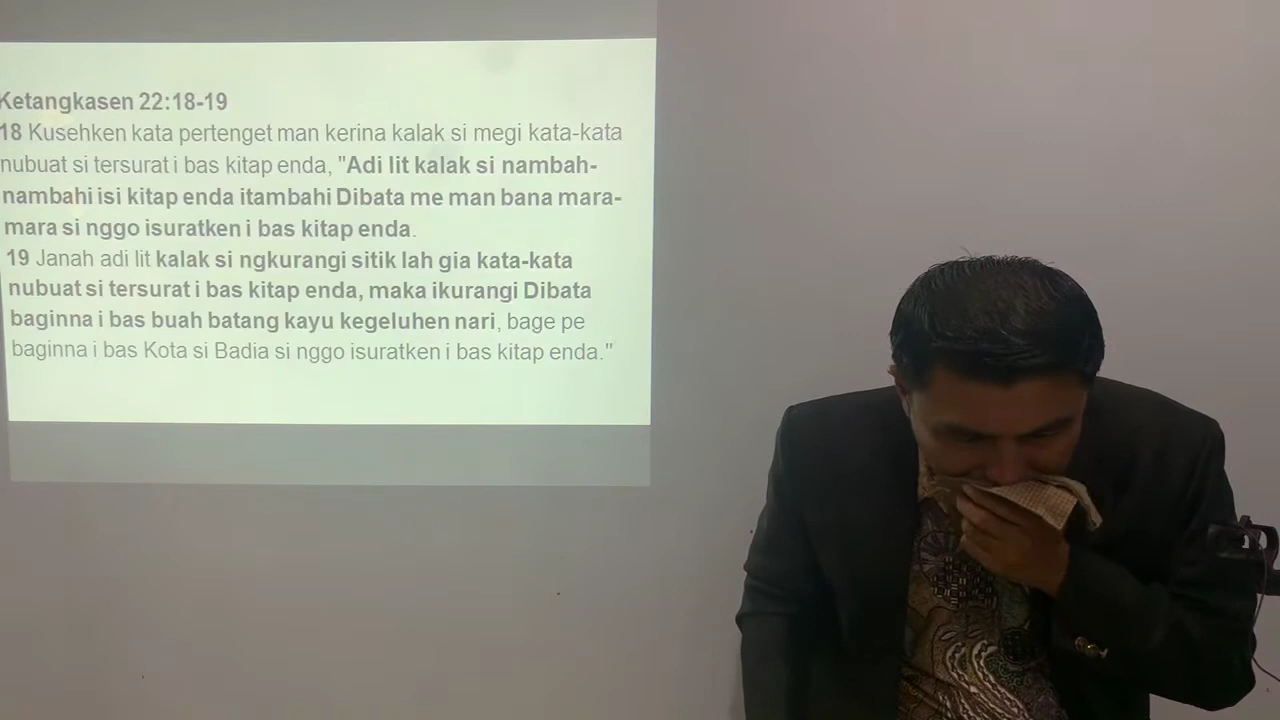 Ketangkasen 22:18-19
18 Kusehken kata pertenget man kerina kalak si megi kata-kata
nubuat si tersurat i bas kitap enda, "Adi lit kalak si nambah-
nambahi isi kitap enda itambahi Dibata me man bana mara-
mara si nggo isuratken i bas kitap enda.
19 Janah adi lit kalak si ngkurangi sitik lah gia kata-kata
nubuat si tersurat i bas kitap enda, maka ikurangi Dibata
baginna i bas buah batang kayu kegeluhen nari, bage pe
baginna i bas Kota si Badia si nggo isuratken i bas kitap enda."